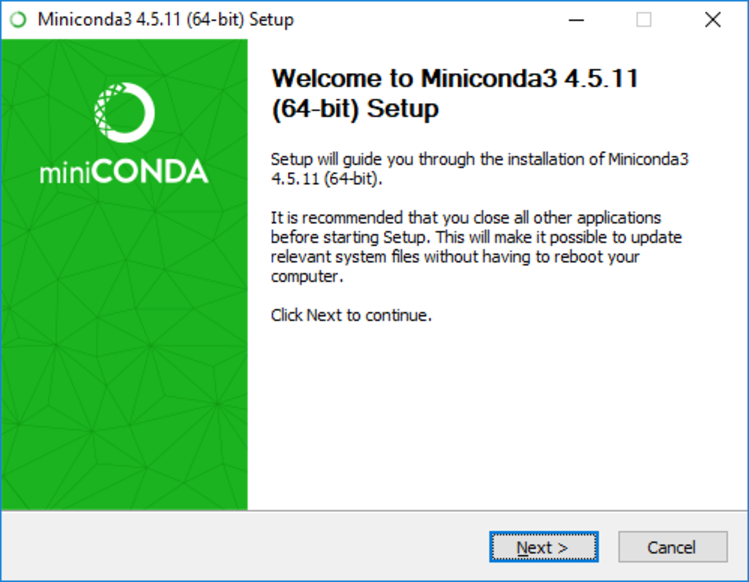 Miniconda3 4.5.11 (64-bit) Setup
miniCONDA
Welcome to Miniconda3 4.5.11
(64-bit) Setup
Setup will guide you through the installation of Miniconda3
4.5.11 (64-bit).
It is recommended that you close all other applications
before starting Setup. This will make it possible to update
relevant system files without having to reboot your
computer.
Click Next to continue.
Next >
Cancel